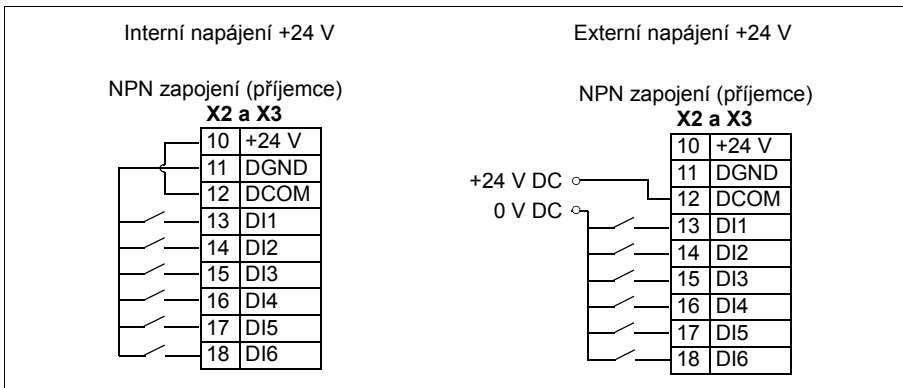 Interní napájení +24 V
NPN zapojení (příjemce)
X2 a X3
10 +24 V
11 DGND
12 DCOM
13 DI1
14 DI2
15 DI3
16 DI4
17 DI5
18 DI6
Externí napájení +24 V
NPN zapojení (příjemce)
X2 a X3
+24 V DC
0 V DC
10 +24 V
11 DGND
12 DCOM
13 DI1
14 DI2
15 DI3
16 DI4
17 DI5
18 DI6